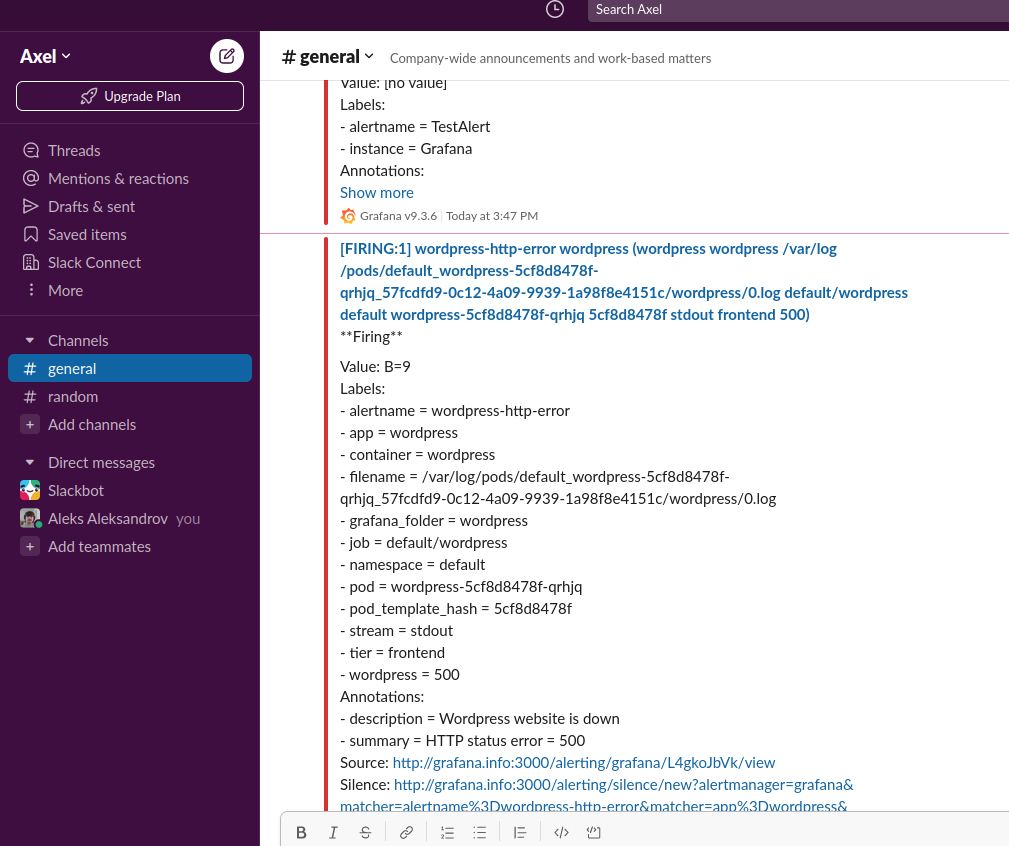 Search Axel
Axel
Upgrade Plan
Threads
Mentions & reactions
Drafts & sent
Saved items
Slack Connect
More
Channels
# general
# random
+ Add channels
Direct messages
Slackbot
Aleks Aleksandrov you
+ Add teammates
# general
Company-wide announcements and work-based matters
Value: [no value]
Labels:
- alertname = TestAlert
- instance = Grafana
Annotations:
Show more
Grafana v9.3.6 | Today at 3:47 PM
[FIRING:1] wordpress-http-error wordpress (wordpress wordpress /var/log
/pods/default_wordpress-5cf8d8478f-
qrhjq_57fcdfd9-0c12-4a09-9939-1a98f8e4151c/wordpress/0.log default/wordpress
default wordpress-5cf8d8478f-qrhjq 5cf8d8478f stdout frontend 500)
**Firing**
Value: B=9
Labels:
- alertname = wordpress-http-error
- app = wordpress
- container = wordpress
- filename = /var/log/pods/default_wordpress-5cf8d8478f-
qrhjq_57fcdfd9-0c12-4a09-9939-1a98f8e4151c/wordpress/0.log
- grafana_folder = wordpress
- job = default/wordpress
- namespace = default
- pod = wordpress-5cf8d8478f-qrhjq
- pod_template_hash = 5cf8d8478f
- stream = stdout
- tier = frontend
- wordpress = 500
Annotations:
- description = Wordpress website is down
- summary = HTTP status error = 500
Source: http://grafana.info:3000/alerting/grafana/L4gkoJbVk/view
Silence: http://grafana.info:3000/alerting/silence/new?alertmanager=grafana&
matcher=alertname%3Dwordpress-http-error&matcher=app%3Dwordpress&
B I S